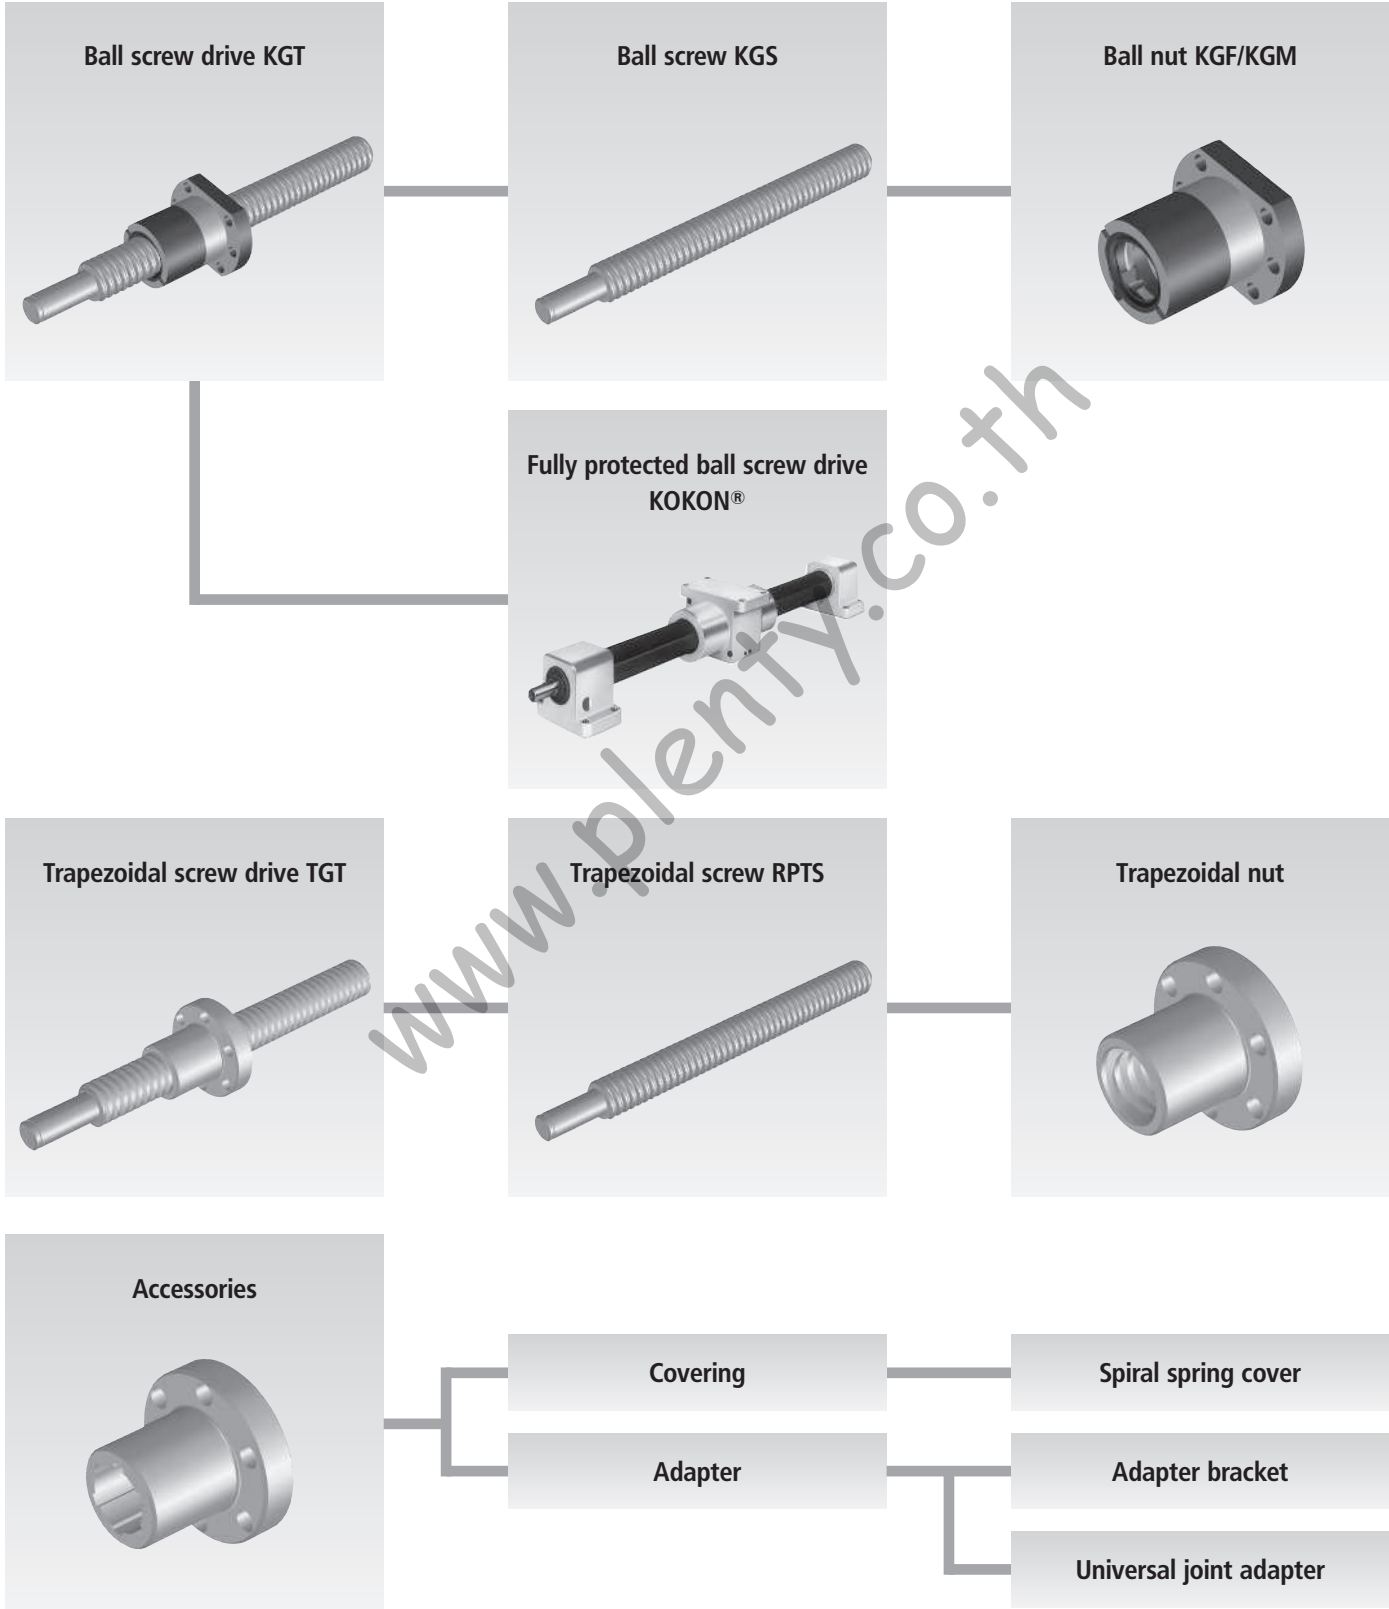 Ball screw drive KGT
Ball screw KGS
Ball nut KGF/KGM
Fully protected ball screw drive
KOKON®
www.plenty.co.th
Trapezoidal screw drive TGT
Trapezoidal screw RPTS
Trapezoidal nut
Accessories
Covering
Spiral spring cover
Adapter
Adapter bracket
Universal joint adapter